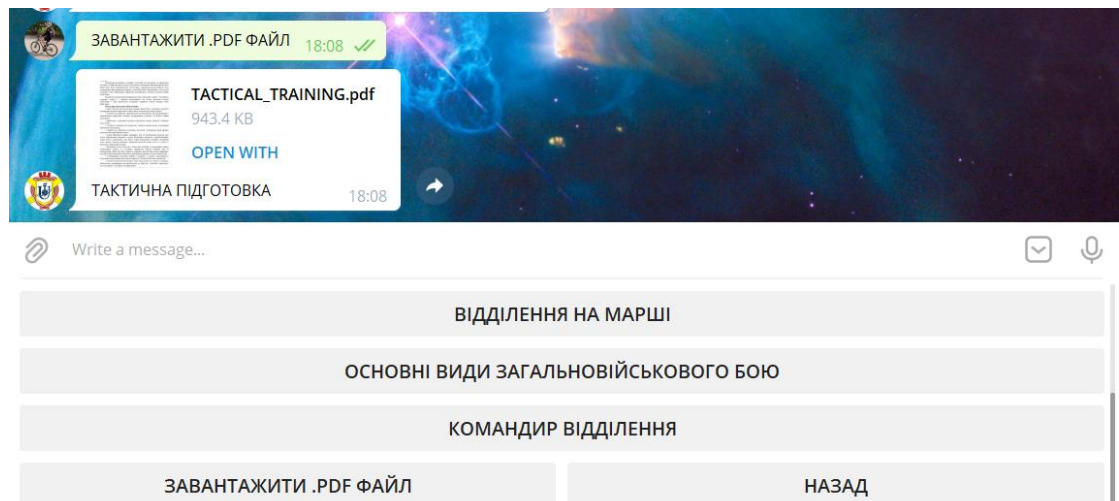 ЗАВАНТАЖИТИ .PDF ФАЙЛ 18:08
TACTICAL_TRAINING.pdf
943.4 KB
OPEN WITH
ТАКТИЧНА ПІДГОТОВКА 18:08
Write a message...
ВІДДІЛЕННЯ НА МАРШІ
ОСНОВНІ ВИДИ ЗАГАЛЬНОВІЙСЬКОВОГО БОЮ
КОМАНДИР ВІДДІЛЕННЯ
ЗАВАНТАЖИТИ .PDF ФАЙЛ
НАЗАД